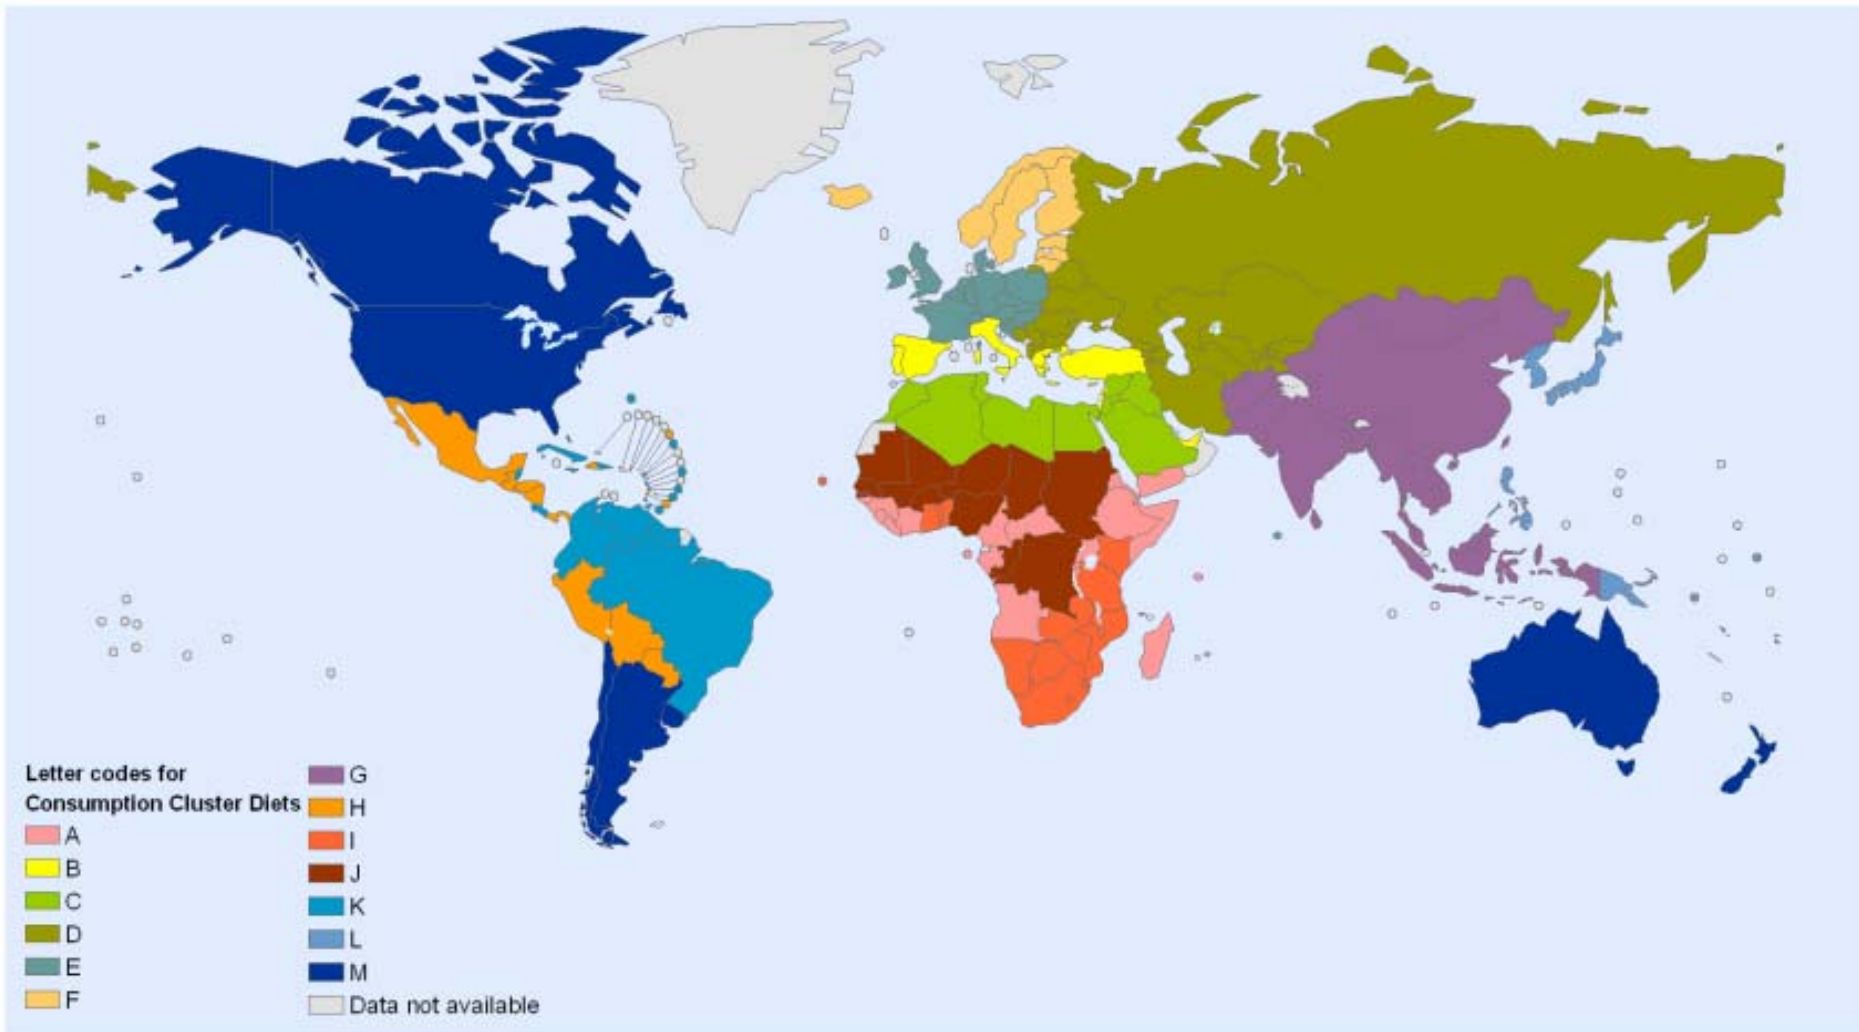 Letter codes for
Consumption Cluster Diets
A
B
C
D
E
F
G
H
I
J
K
L
M
Data not available